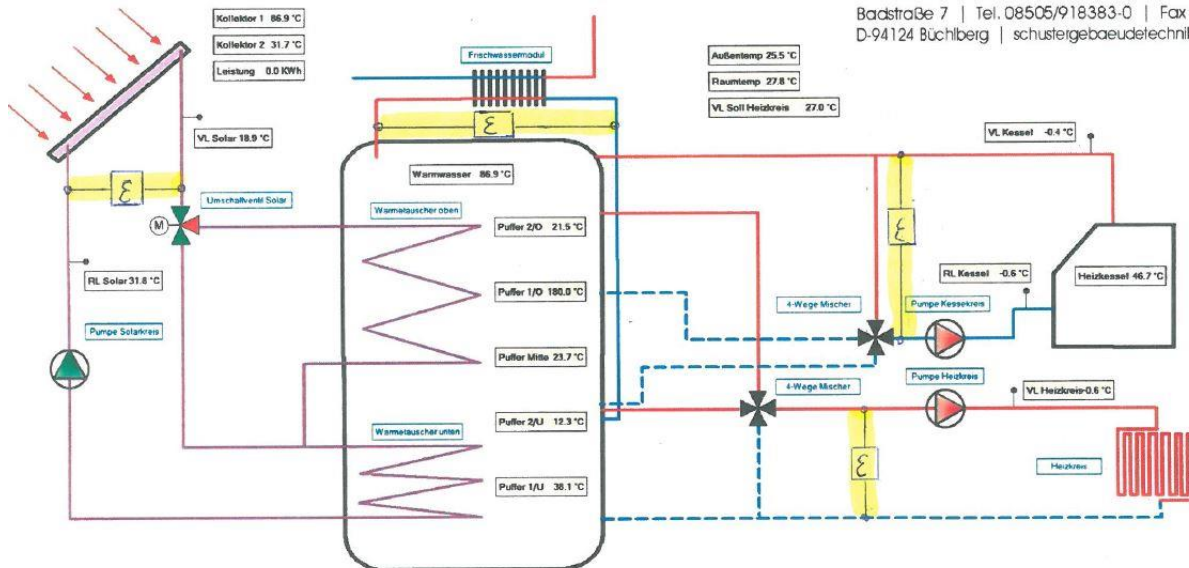 Badstraße 7 | Tel. 08505/918383-0 | Fax
D-94124 Büchlberg | schustergebaeudetechnik
Kollektor 1 86.9 °C
Kollektor 2 31.7 °C
Leistung 0.0 KWh
Frischwassermodul
Außentemp 25.5 °C
Raumtemp 27.8 °C
VL Soll Heizkreis 27.0 °C
VL Solar 18.9 °C
VL Kessel -0.4 °C
Warmwasser 86.9 °C
Umschaltventil Solar
Warmetauscher oben
M
Puffer 2/O 21.5 °C
RL Solar 31.8 °C
RL Kessel -0.6 °C
Heizkessel 46.7 °C
Puffer 1/O 180.0 °C
4-Wege Mischer
Pumpe Kesselkreis
Pumpe Solarkreis
Puffer Mitte 23.7 °C
4-Wege Mischer
Pumpe Heizkreis
VL Heizkreis-0.6 °C
Puffer 2/U 12.3 °C
Warmetauscher unten
Heizkreis
Puffer 1/U 38.1 °C